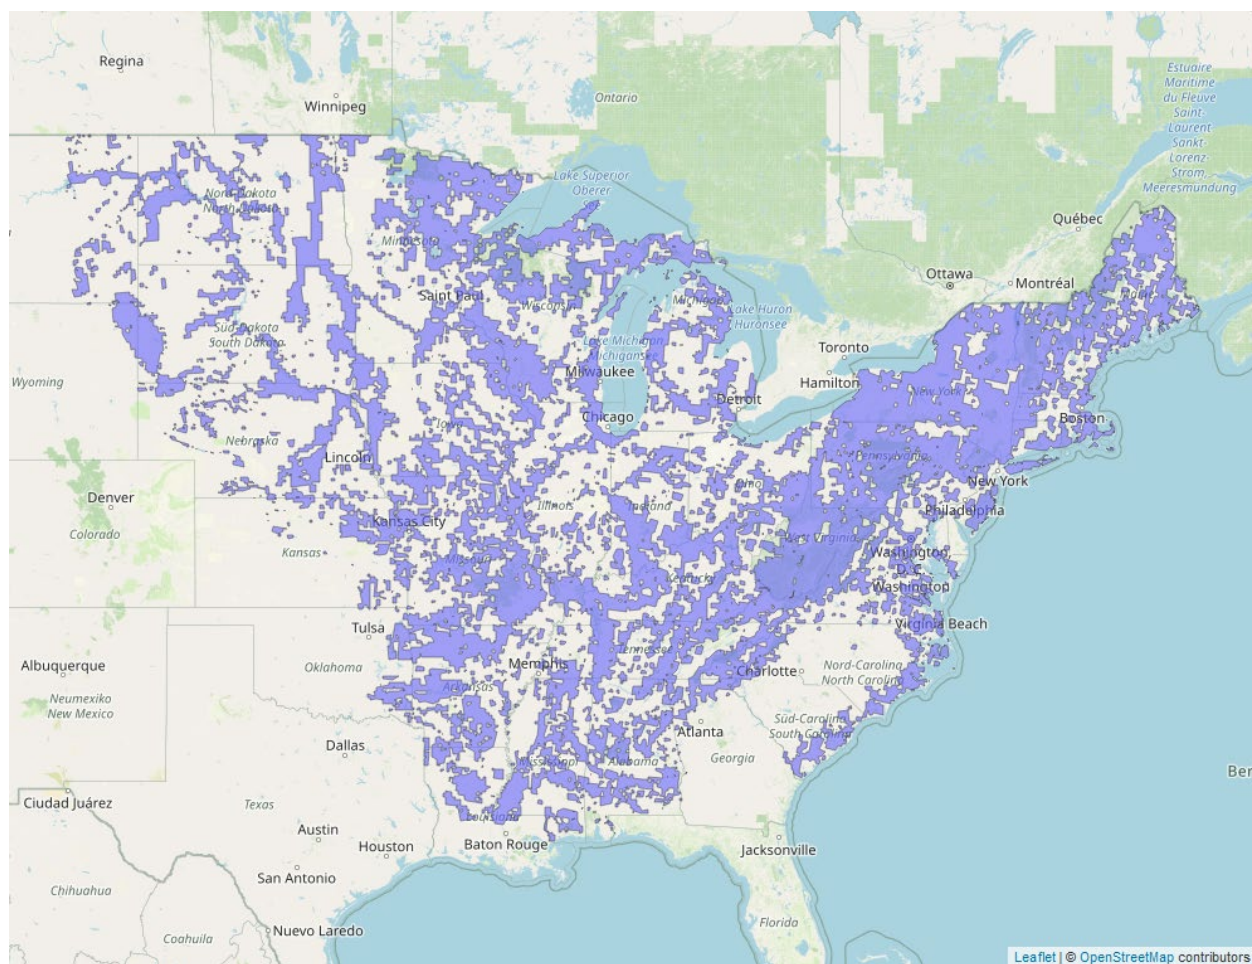 Regina
Winnipeg
Ontario
Estuaire
Maritime
du Fleuve
Saint-
Laurent-
Sankt-
Lorenz-
Strom,
Meeresmündung
Lake Superior
Oberer
See
Québec
Nord-Dakota
North Dakota
Minnesota
Ottawa
Montréal
Saint Paul
Wisconsin
Michigan
Maine
Lake Huron
Huronsee
Süd-Dakota
South Dakota
Lake Michigan
Michigansee
Toronto
Wyoming
Milwaukee
Hamilton
New York
Detroit
Chicago
Boston
Nebraska
Iowa
Lincoln
Pennsylvania
New York
Ohio
Denver
Illinois
Indiana
Philadelphia
Colorado
Kansas City
Kansas
West Virginia
Washington,
D. C.
Washington
Missouri
Kentucky
Virginia Beach
Tulsa
Tennessee
Albuquerque
Oklahoma
Memphis
Charlotte
Nord-Carolina
North Carolina
Neumexiko
New Mexico
Arkansas
Süd-Carolina
South Carolina
Atlanta
Dallas
Mississippi
Alabama
Georgia
Ber
Ciudad Juárez
Texas
Louisiana
Austin
Houston
Baton Rouge
Jacksonville
San Antonio
Chihuahua
Florida
Nuevo Laredo
Coahuila
Leaflet | © OpenStreetMap contributors